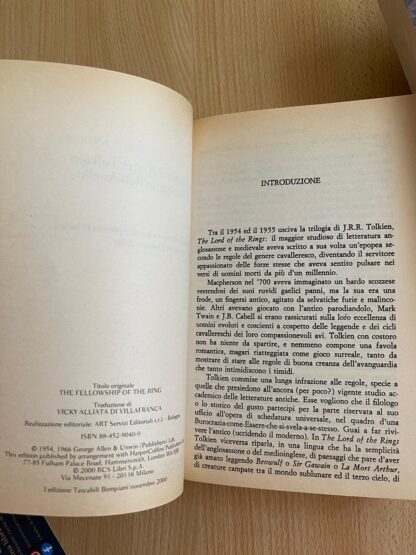 Titolo originale
THE FELLOWSHIP OF THE RING
Traduzione di
VICKY ALLIATA DI VILLAFRANCA
Realizzazione editoriale: ART Servizi Editoriali s.r.l. - Bologna
ISBN 88-452-9040-9
© 1954, 1966 George Allen & Unwin (Publishers) Ltd.
This edition published by arrangement with HarperCollins Publishers Ltd
77-85 Fulham Palace Road, Hammersmith, London W6 8JB
© 2000 RCS Libri S.p.A.
Via Mecenate 91 - 20138 Milano
I edizione Tascabili Bompiani novembre 2000
INTRODUZIONE
Tra il 1954 ed il 1955 usciva la trilogia di J.R.R. Tolkien,
The Lord of the Rings: il maggior studioso di letteratura an-
glosassone e medievale aveva scritto a sua volta un'epopea se-
condo le regole del genere cavalleresco, diventando il servitore
appassionato delle forze stesse che aveva sentito pulsare nei
versi di uomini morti da più d'un millennio.
Macpherson nel '700 aveva immaginato un bardo scozzese
vestendosi dei suoi ruvidi gaelici panni, ma la sua era una
frode, un fingersi antico, agitato da selvatiche furie e malinco-
nie. Altri avevano giocato con l'antico parodiandolo, Mark
Twain e J.B. Cabell si erano rassicurati sulla loro eccellenza di
uomini evoluti e coscienti a cospetto delle leggende e dei cicli
cavallereschi dei loro compassionevoli avi. Tolkien con costoro
non ha niente da spartire, e nemmeno compone una favola
romantica, magari riatteggiata come gioco surreale, tanto da
mostrare di aver appreso le regole di buona creanza dell'avanguardia
che tanto intimidiscono i timidi.
Tolkien commise una lunga infrazione alle regole, specie a
quelle che presiedono all'ancora (per poco?) vigente studio ac-
cademico delle letterature antiche. Esse vogliono che il filologo
o lo storico del gusto partecipi per la parte riservata al suo
ufficio all'opera di schedatura universale, nel quadro d'una
Burocrazia-come-Essere-che-si-svela-a-se-stesso. Guai a far rivi-
vere l'antico (uccidendo il moderno). In The Lord of the Rings
Tolkien viceversa riparla, in una lingua che ha la semplicità
dell'anglosassone o del medioinglese, di paesaggi che pare d'aver
già amato leggendo Beowulf o Sir Gawain o La Mort Arthur,
di creature campate tra il mondo sublunare ed il terzo cielo, di